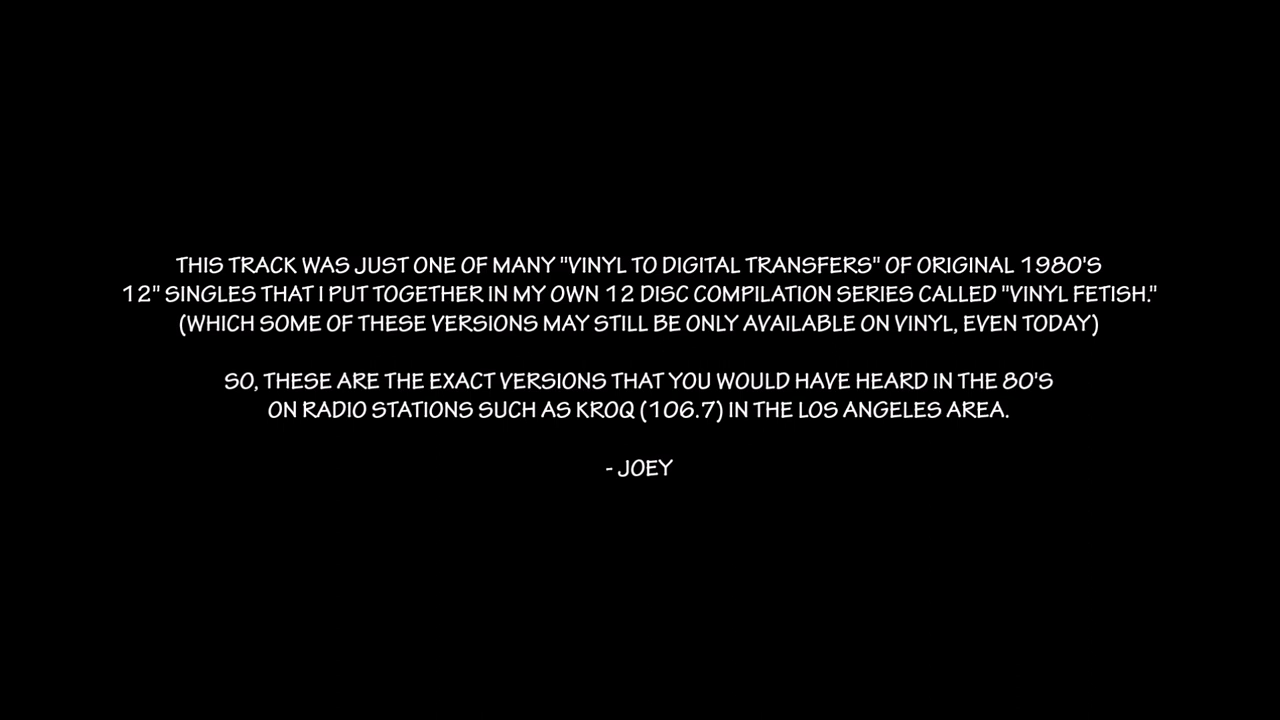 THIS TRACK WAS JUST ONE OF MANY "VINYL TO DIGITAL TRANSFERS" OF ORIGINAL 1980'S
12" SINGLES THAT I PUT TOGETHER IN MY OWN 12 DISC COMPILATION SERIES CALLED "VINYL FETISH."
(WHICH SOME OF THESE VERSIONS MAY STILL BE ONLY AVAILABLE ON VINYL, EVEN TODAY)
SO, THESE ARE THE EXACT VERSIONS THAT YOU WOULD HAVE HEARD IN THE 80'S
ON RADIO STATIONS SUCH AS KROQ (106.7) IN THE LOS ANGELES AREA.
- JOEY